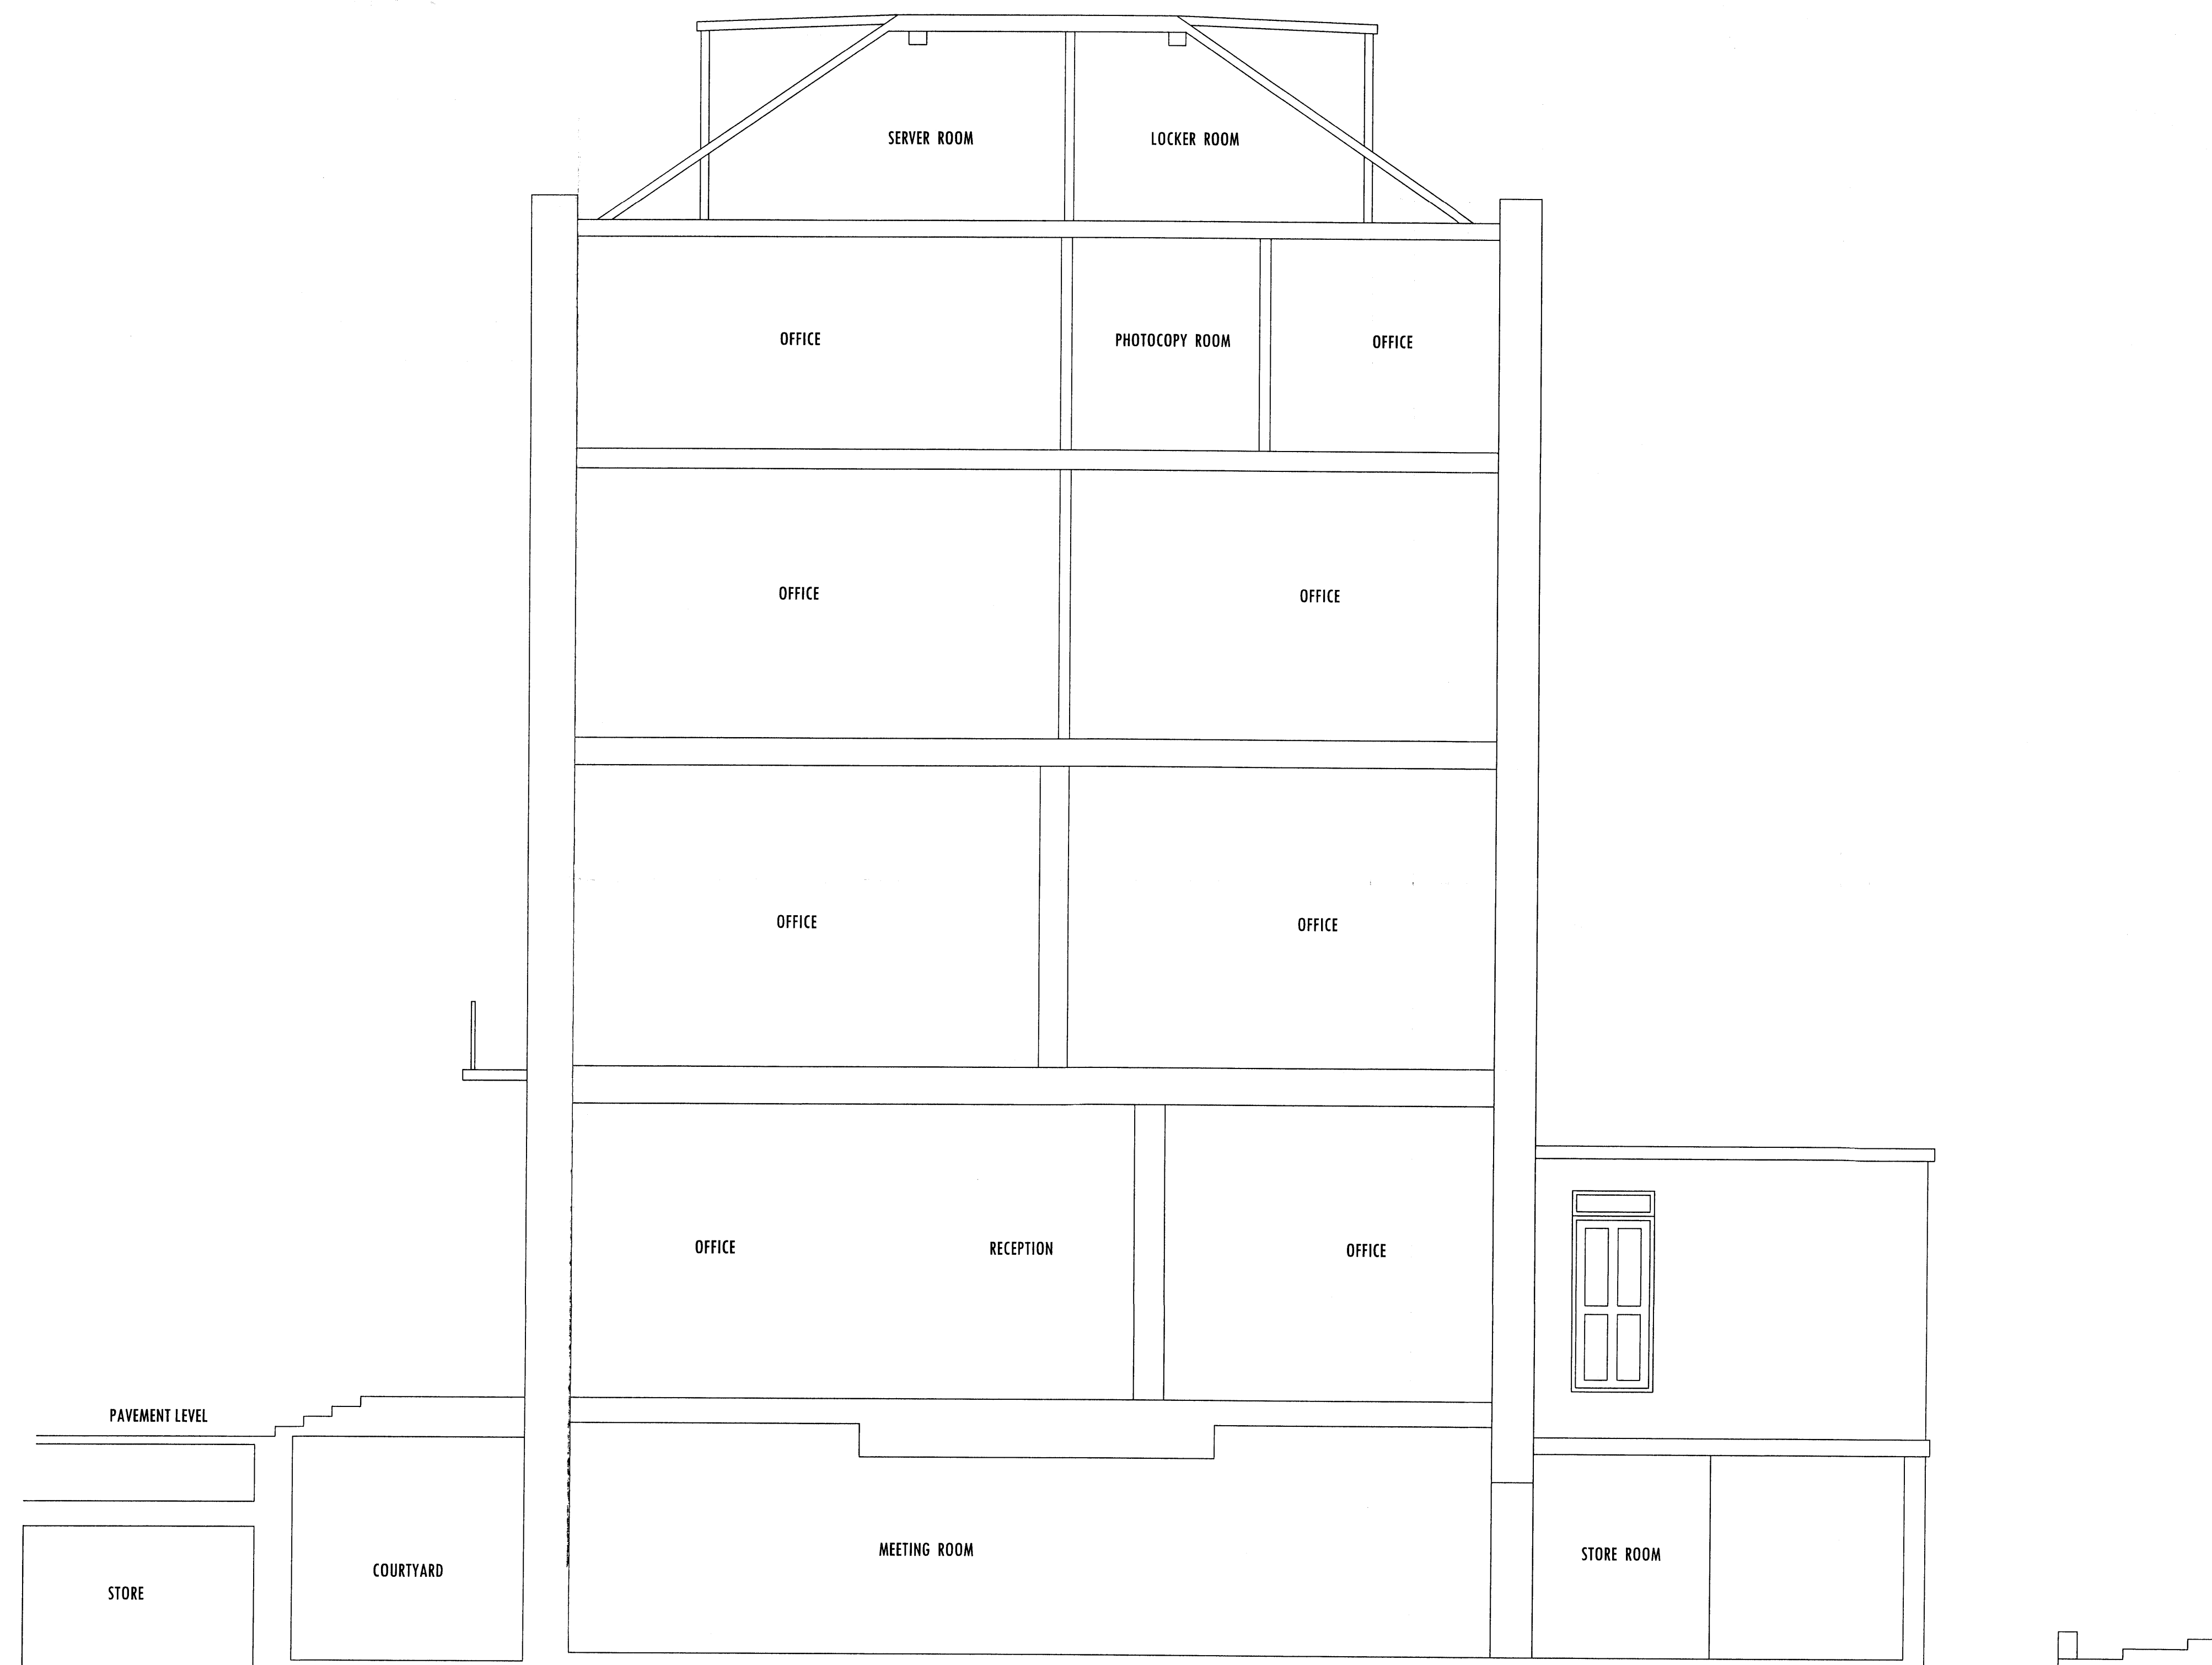 SERVER ROOM
LOCKER ROOM
OFFICE
PHOTOCOPY ROOM
OFFICE
OFFICE
OFFICE
OFFICE
OFFICE
OFFICE
RECEPTION
OFFICE
PAVEMENT LEVEL
MEETING ROOM
STORE ROOM
COURTYARD
STORE